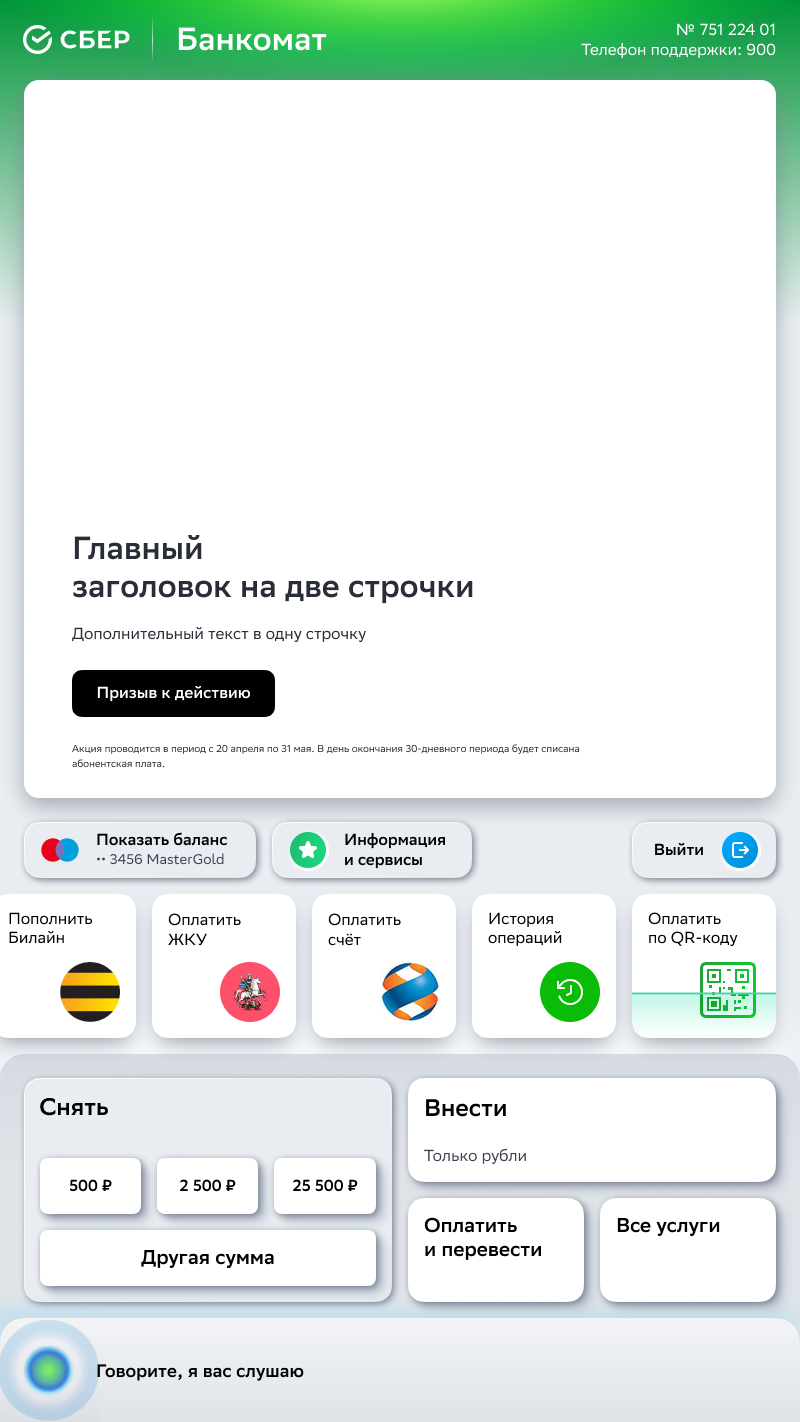 СБЕР
Банкомат
№ 751 224 01
Телефон поддержки: 900
Главный
заголовок на две строчки
Дополнительный текст в одну строчку
Призыв к действию
Акция проводится в период с 20 апреля по 31 мая. В день окончания 30-дневного периода будет списана
абонентская плата.
Показать баланс
•• 3456 MasterGold
Информация
и сервисы
Выйти
Пополнить
Билайн
Оплатить
ЖКУ
Оплатить
счёт
История
операций
Оплатить
по QR-коду
Снять
500 ₽
2 500 ₽
25 500 ₽
Другая сумма
Внести
Только рубли
Оплатить
и перевести
Все услуги
Говорите, я вас слушаю